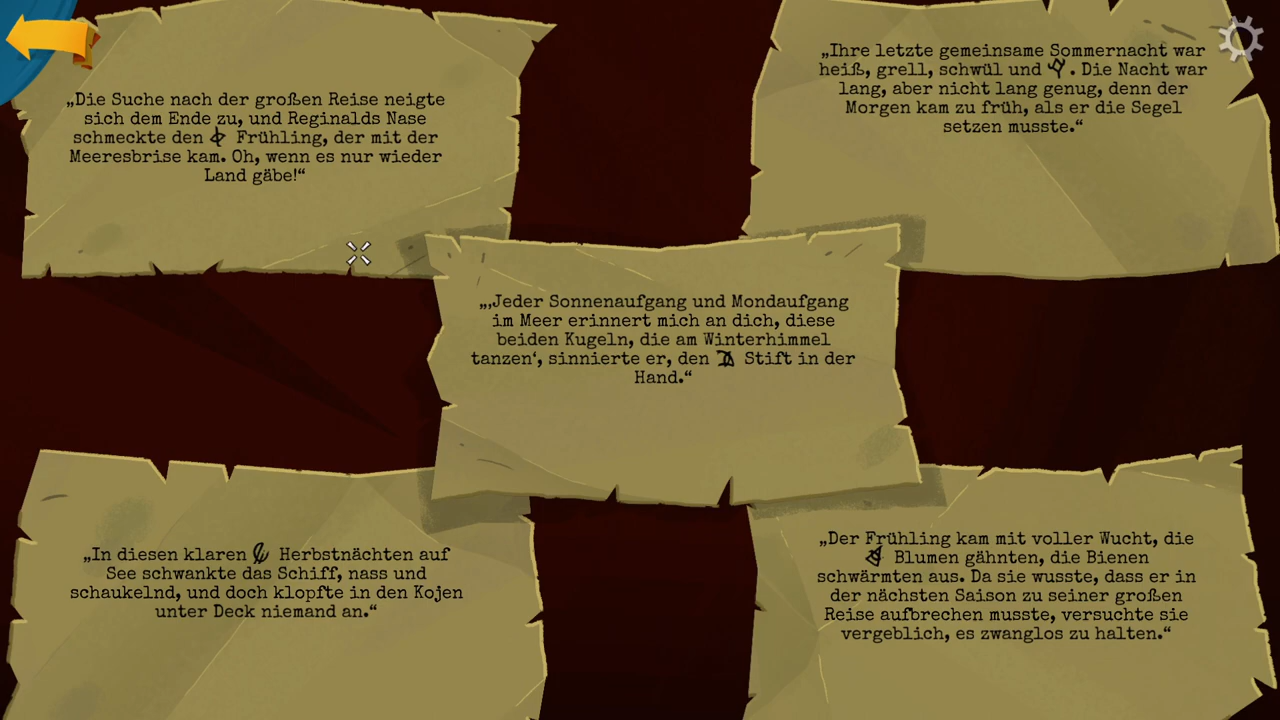 „Die Suche nach der großen Reise neigte
sich dem Ende zu, und Reginalds Nase
schmeckte den Frühling, der mit der
Meeresbrise kam. Oh, wenn es nur wieder
Land gäbe!“
„Ihre letzte gemeinsame Sommernacht war
heiß, grell, schwül und . Die Nacht war
lang, aber nicht lang genug, denn der
Morgen kam zu früh, als er die Segel
setzen musste.“
„‚Jeder Sonnenaufgang und Mondaufgang
im Meer erinnert mich an dich, diese
beiden Kugeln, die am Winterhimmel
tanzen‘, sinnierte er, den Stift in der
Hand.“
„In diesen klaren Herbstnächten auf
See schwankte das Schiff, nass und
schaukelnd, und doch klopfte in den Kojen
unter Deck niemand an.“
„Der Frühling kam mit voller Wucht, die
Blumen gähnten, die Bienen
schwärmten aus. Da sie wusste, dass er in
der nächsten Saison zu seiner großen
Reise aufbrechen musste, versuchte sie
vergeblich, es zwanglos zu halten.“